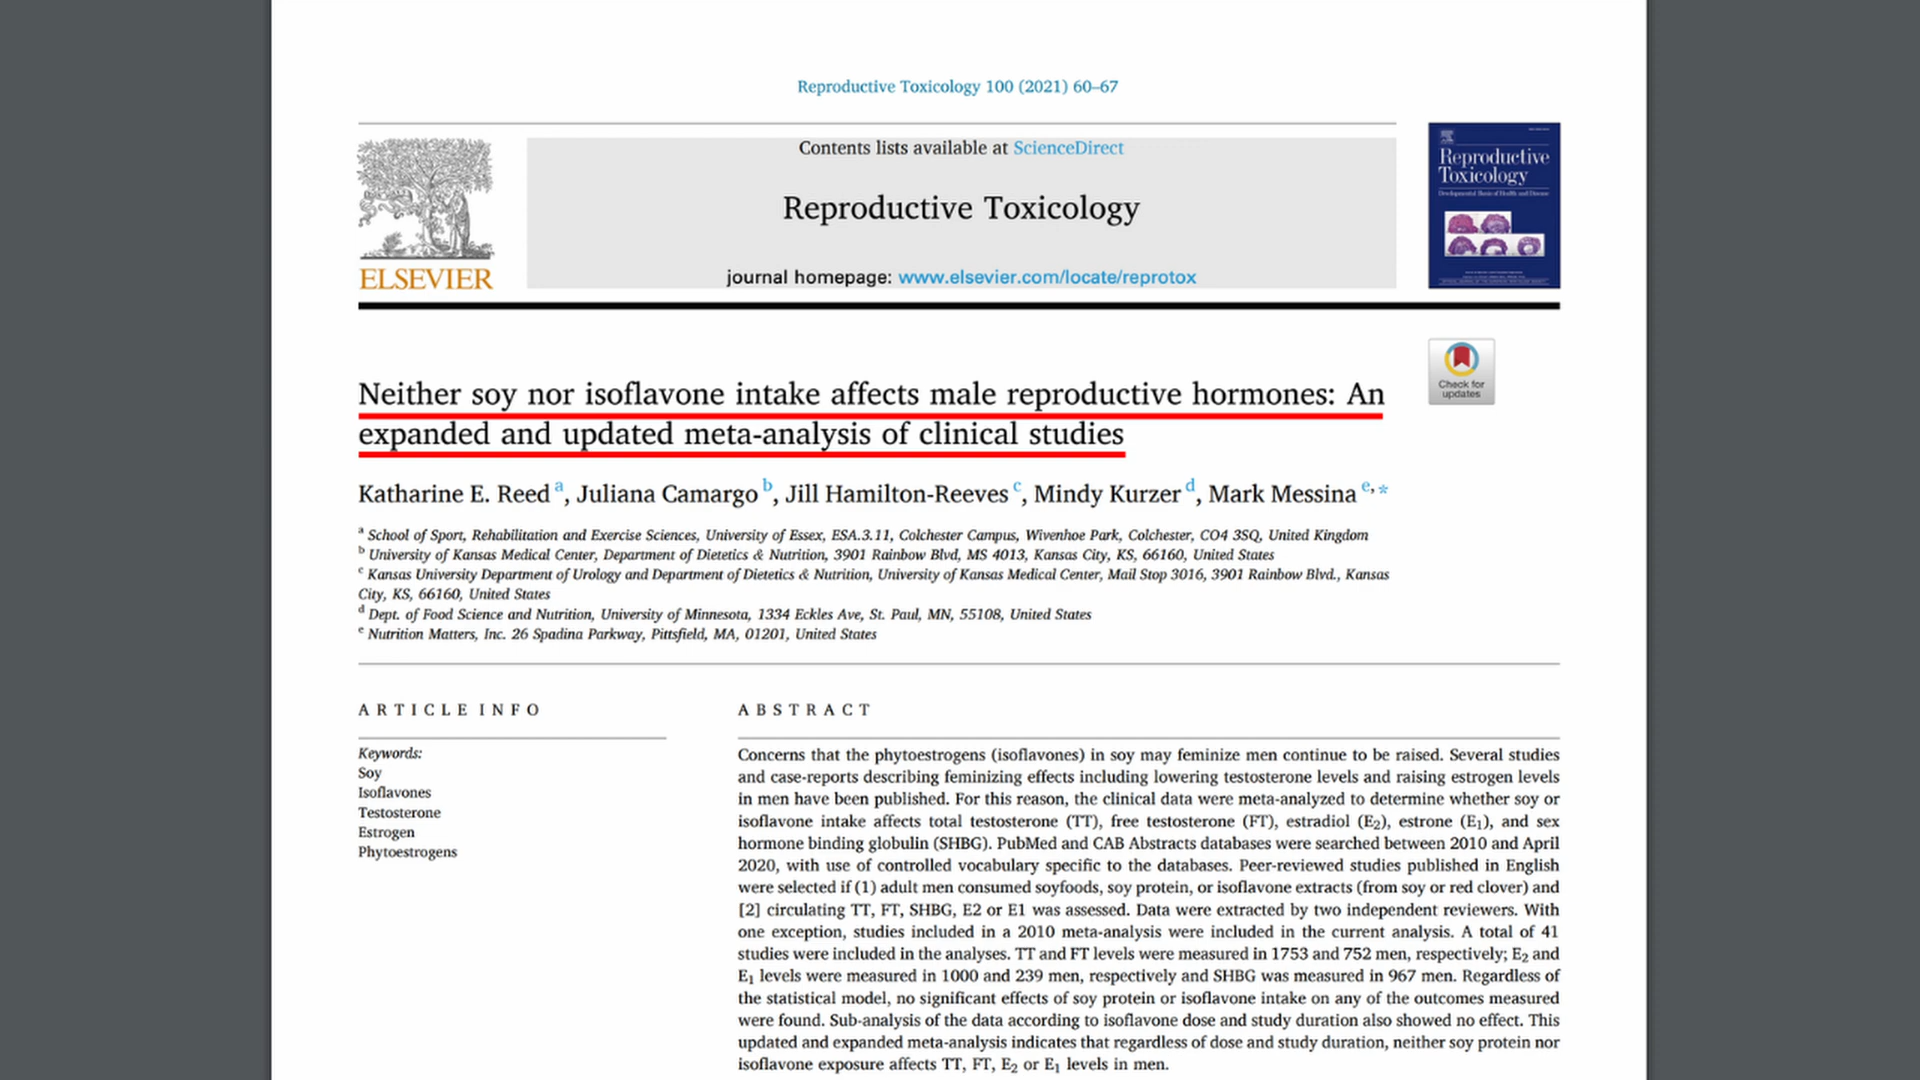 Reproductive Toxicology 100 (2021) 60–67
Contents lists available at ScienceDirect
Reproductive Toxicology
journal homepage: www.elsevier.com/locate/reprotox
ELSEVIER
Reproductive
Toxicology
Check for
updates
Neither soy nor isoflavone intake affects male reproductive hormones: An
expanded and updated meta-analysis of clinical studies
Katharine E. Reed a, Juliana Camargo b, Jill Hamilton-Reeves c, Mindy Kurzer d, Mark Messina e,*
a School of Sport, Rehabilitation and Exercise Sciences, University of Essex, ESA.3.11, Colchester Campus, Wivenhoe Park, Colchester, CO4 3SQ, United Kingdom
b University of Kansas Medical Center, Department of Dietetics & Nutrition, 3901 Rainbow Blvd, MS 4013, Kansas City, KS, 66160, United States
c Kansas University Department of Urology and Department of Dietetics & Nutrition, University of Kansas Medical Center, Mail Stop 3016, 3901 Rainbow Blvd., Kansas
City, KS, 66160, United States
d Dept. of Food Science and Nutrition, University of Minnesota, 1334 Eckles Ave, St. Paul, MN, 55108, United States
e Nutrition Matters, Inc. 26 Spadina Parkway, Pittsfield, MA, 01201, United States
ARTICLE INFO
Keywords:
Soy
Isoflavones
Testosterone
Estrogen
Phytoestrogens
ABSTRACT
Concerns that the phytoestrogens (isoflavones) in soy may feminize men continue to be raised. Several studies
and case-reports describing feminizing effects including lowering testosterone levels and raising estrogen levels
in men have been published. For this reason, the clinical data were meta-analyzed to determine whether soy or
isoflavone intake affects total testosterone (TT), free testosterone (FT), estradiol (E2), estrone (E1), and sex
hormone binding globulin (SHBG). PubMed and CAB Abstracts databases were searched between 2010 and April
2020, with use of controlled vocabulary specific to the databases. Peer-reviewed studies published in English
were selected if (1) adult men consumed soyfoods, soy protein, or isoflavone extracts (from soy or red clover) and
[2] circulating TT, FT, SHBG, E2 or E1 was assessed. Data were extracted by two independent reviewers. With
one exception, studies included in a 2010 meta-analysis were included in the current analysis. A total of 41
studies were included in the analyses. TT and FT levels were measured in 1753 and 752 men, respectively; E2 and
E1 levels were measured in 1000 and 239 men, respectively and SHBG was measured in 967 men. Regardless of
the statistical model, no significant effects of soy protein or isoflavone intake on any of the outcomes measured
were found. Sub-analysis of the data according to isoflavone dose and study duration also showed no effect. This
updated and expanded meta-analysis indicates that regardless of dose and study duration, neither soy protein nor
isoflavone exposure affects TT, FT, E2 or E1 levels in men.